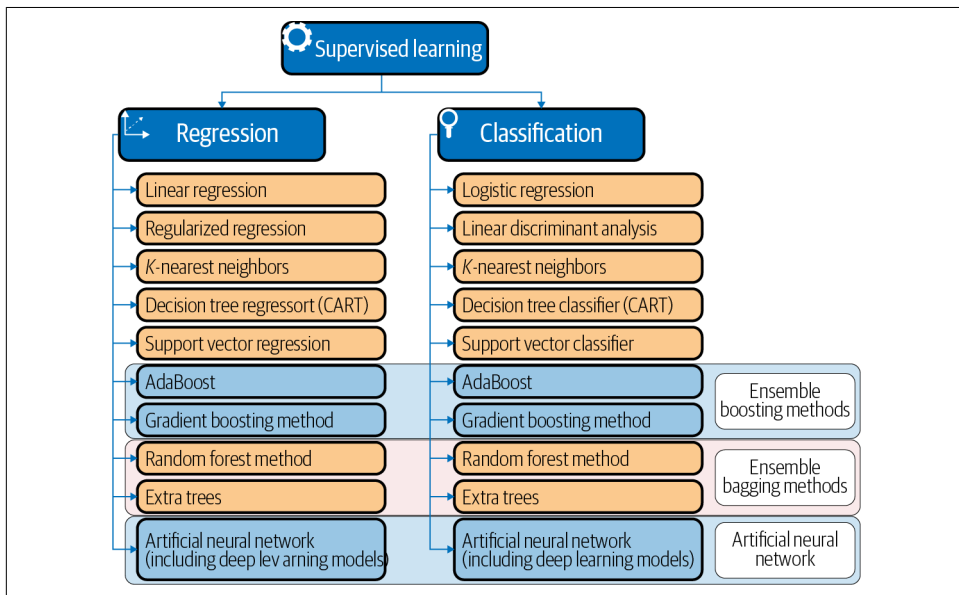 Supervised learning
Regression
Classification
Linear regression
Regularized regression
K-nearest neighbors
Decision tree regressort (CART)
Support vector regression
AdaBoost
Gradient boosting method
Random forest method
Extra trees
Artificial neural network
(including deep lev arning models)
Logistic regression
Linear discriminant analysis
K-nearest neighbors
Decision tree classifier (CART)
Support vector classifier
AdaBoost
Gradient boosting method
Random forest method
Extra trees
Artificial neural network
(including deep learning models)
Ensemble
boosting methods
Ensemble
bagging methods
Artificial neural
network